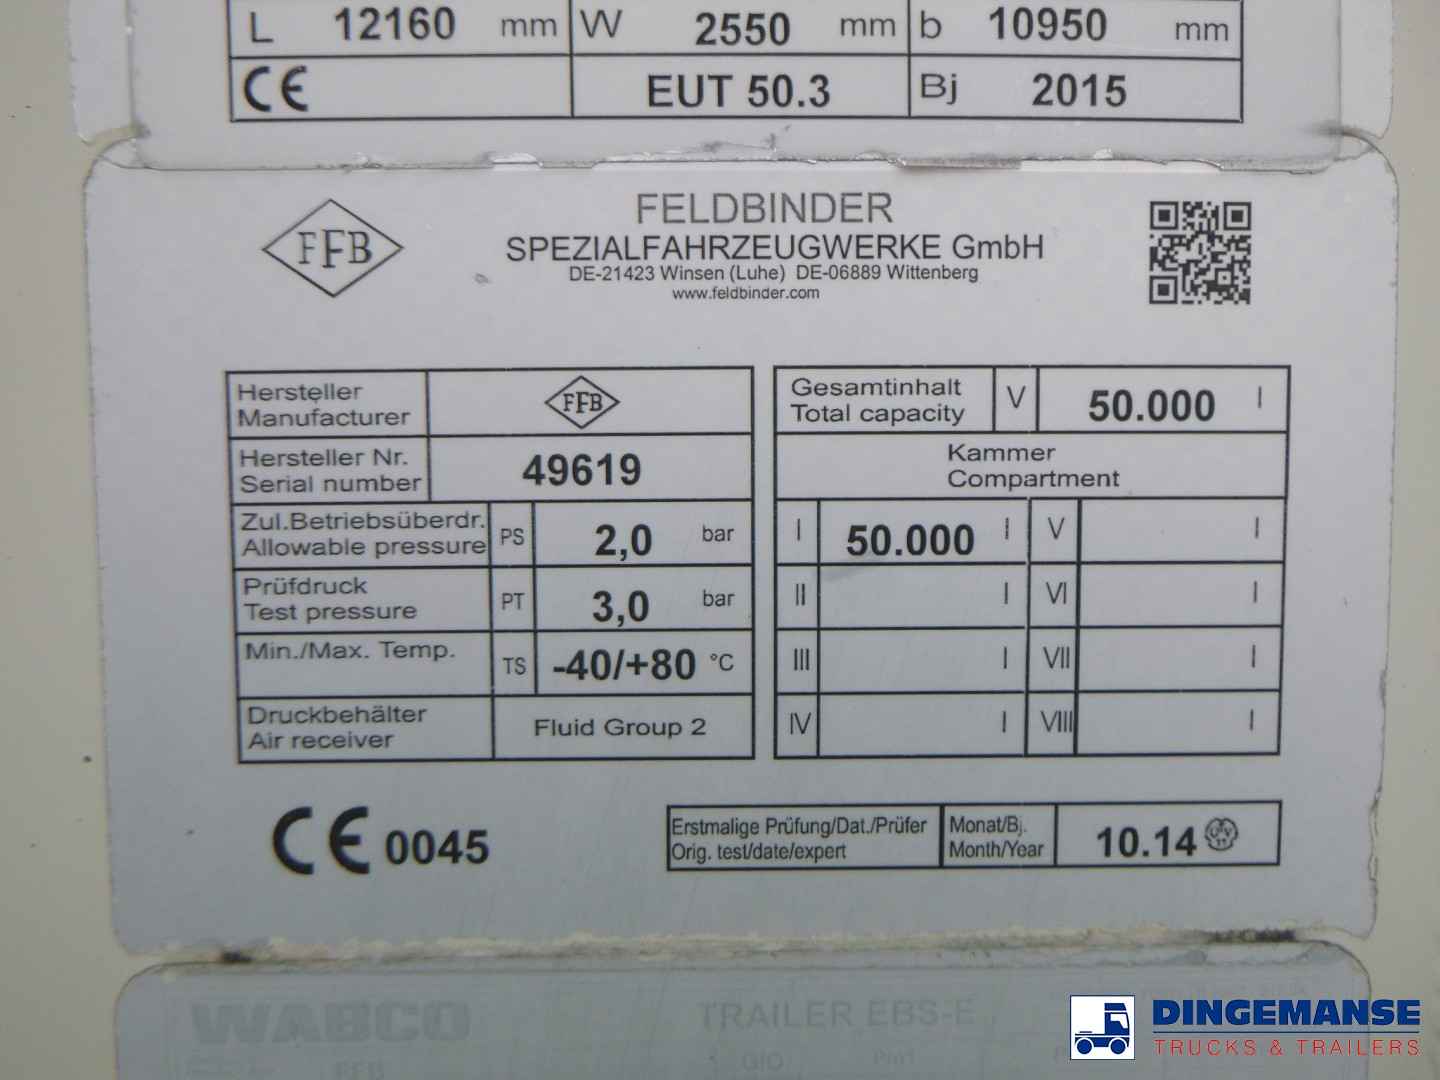 L 12160 mm W 2550 mm b 10950 mm
CE EUT 50.3 Bj 2015
FFB
FELDBINDER
SPEZIALFAHRZEUGWERKE GmbH
DE-21423 Winsen (Luhe) DE-06889 Wittenberg
www.feldbinder.com
Hersteller
Manufacturer
FFB
Hersteller Nr.
Serial number
49619
Zul.Betriebsüberdr.
Allowable pressure
PS 2,0 bar
Prüfdruck
Test pressure
PT 3,0 bar
Min./Max. Temp.
TS -40/+80 °C
Druckbehälter
Air receiver
Fluid Group 2
Gesamtinhalt
Total capacity
V 50.000 l
Kammer
Compartment
I 50.000 l V l
II l VI l
III l VII l
IV l VIII l
CE 0045
Erstmalige Prüfung/Dat./Prüfer
Orig. test/date/expert
Monat/Bj.
Month/Year
10.14
WABCO TRAILER EBS-E
GIO Pm1
FFB
DINGEMANSE
TRUCKS & TRAILERS